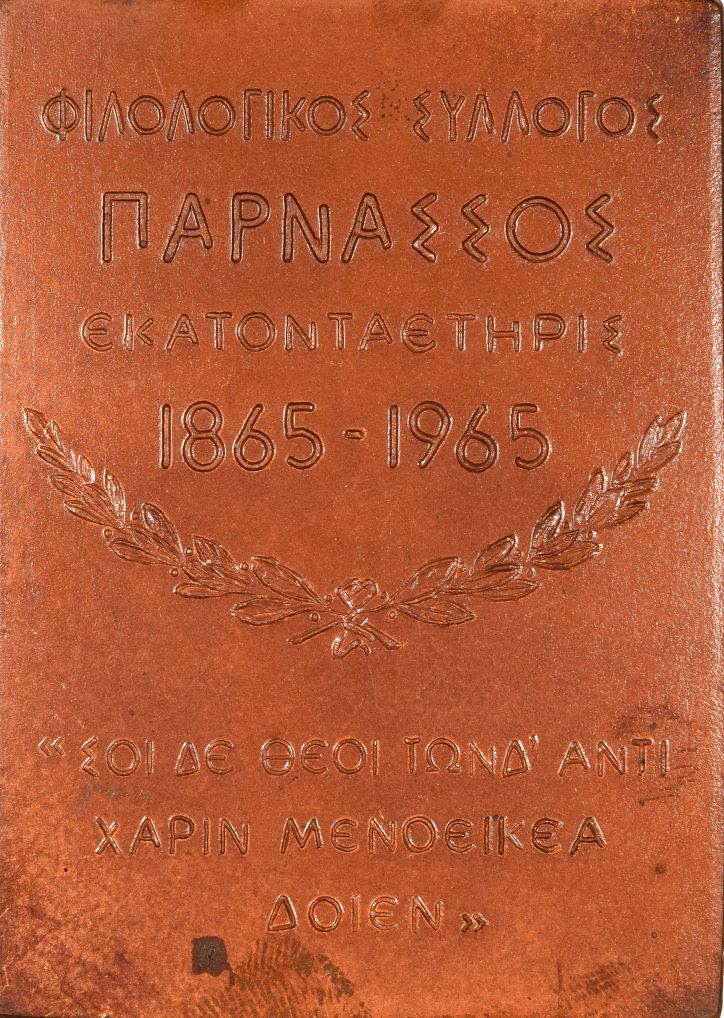 ΦΙΛΟΛΟΓΙΚΟΣ ΣΥΛΛΟΓΟΣ
ΠΑΡΝΑΣΣΟΣ
ΕΚΑΤΟΝΤΑΕΤΗΡΙΣ
1865-1965
«ΣΟΙ ΔΕ ΘΕΟΙ ΤΩΝΔ' ΑΝΤΙ
ΧΑΡΙΝ ΜΕΝΟΕΙΚΕΑ
ΔΟΙΕΝ»